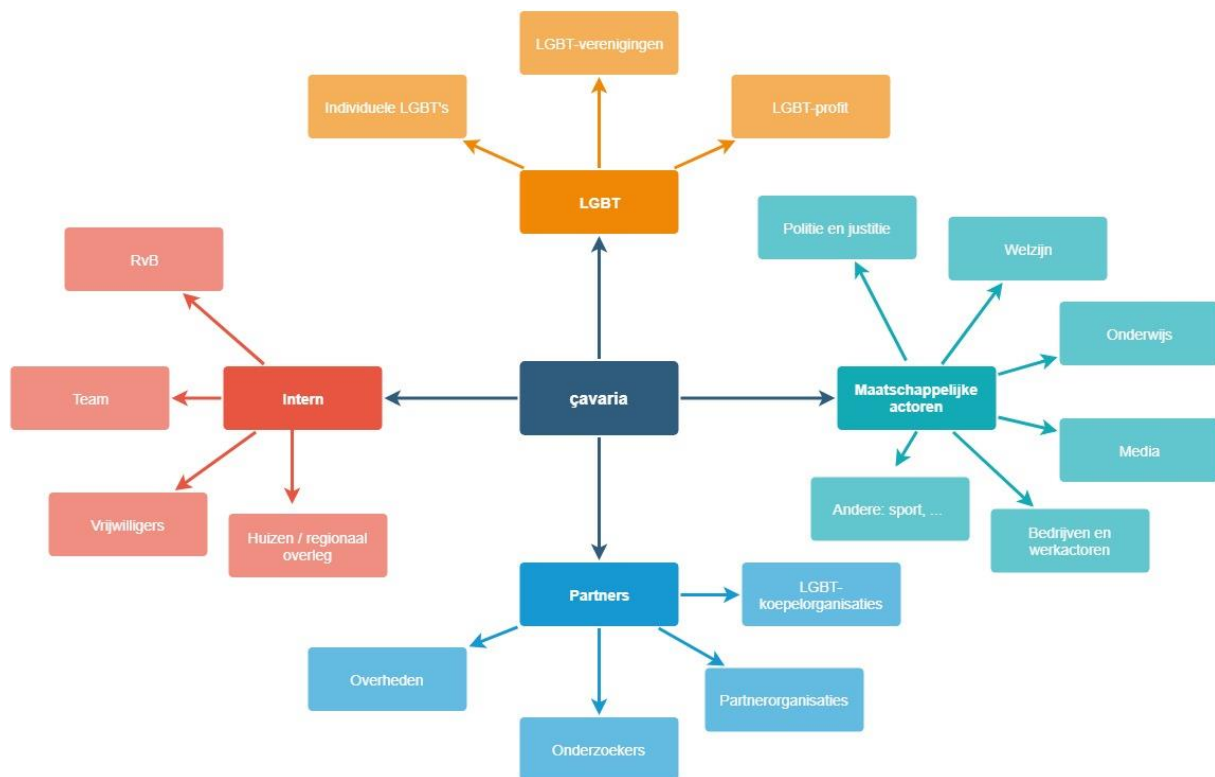 LGBT-verenigingen
Individuele LGBT's
LGBT-profit
LGBT
Politie en justitie
Welzijn
RvB
Onderwijs
Team
Intern
çavaria
Maatschappelijke
actoren
Media
Vrijwilligers
Huizen / regionaal
overleg
Andere: sport, ...
Bedrijven en
werkactoren
Partners
LGBT-
koepelorganisaties
Overheden
Partnerorganisaties
Onderzoekers